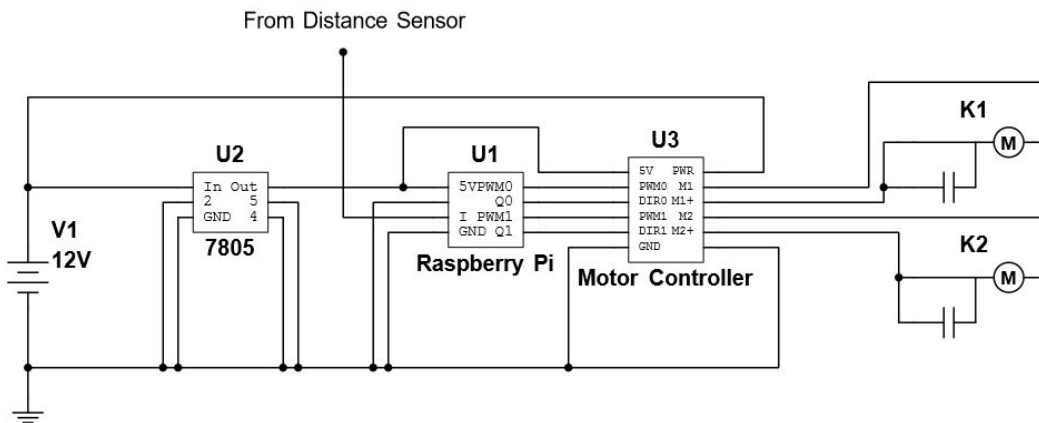 From Distance Sensor
K1
M
U3
U2
U1
5V PWR
PWM0 M1
DIR0 M1+
PWM1 M2
DIR1 M2+
GND
In Out
2 5
GND 4
5VPWM0
Q0
I PWM1
GND Q1
V1
12V
7805
Raspberry Pi
Motor Controller
K2
M